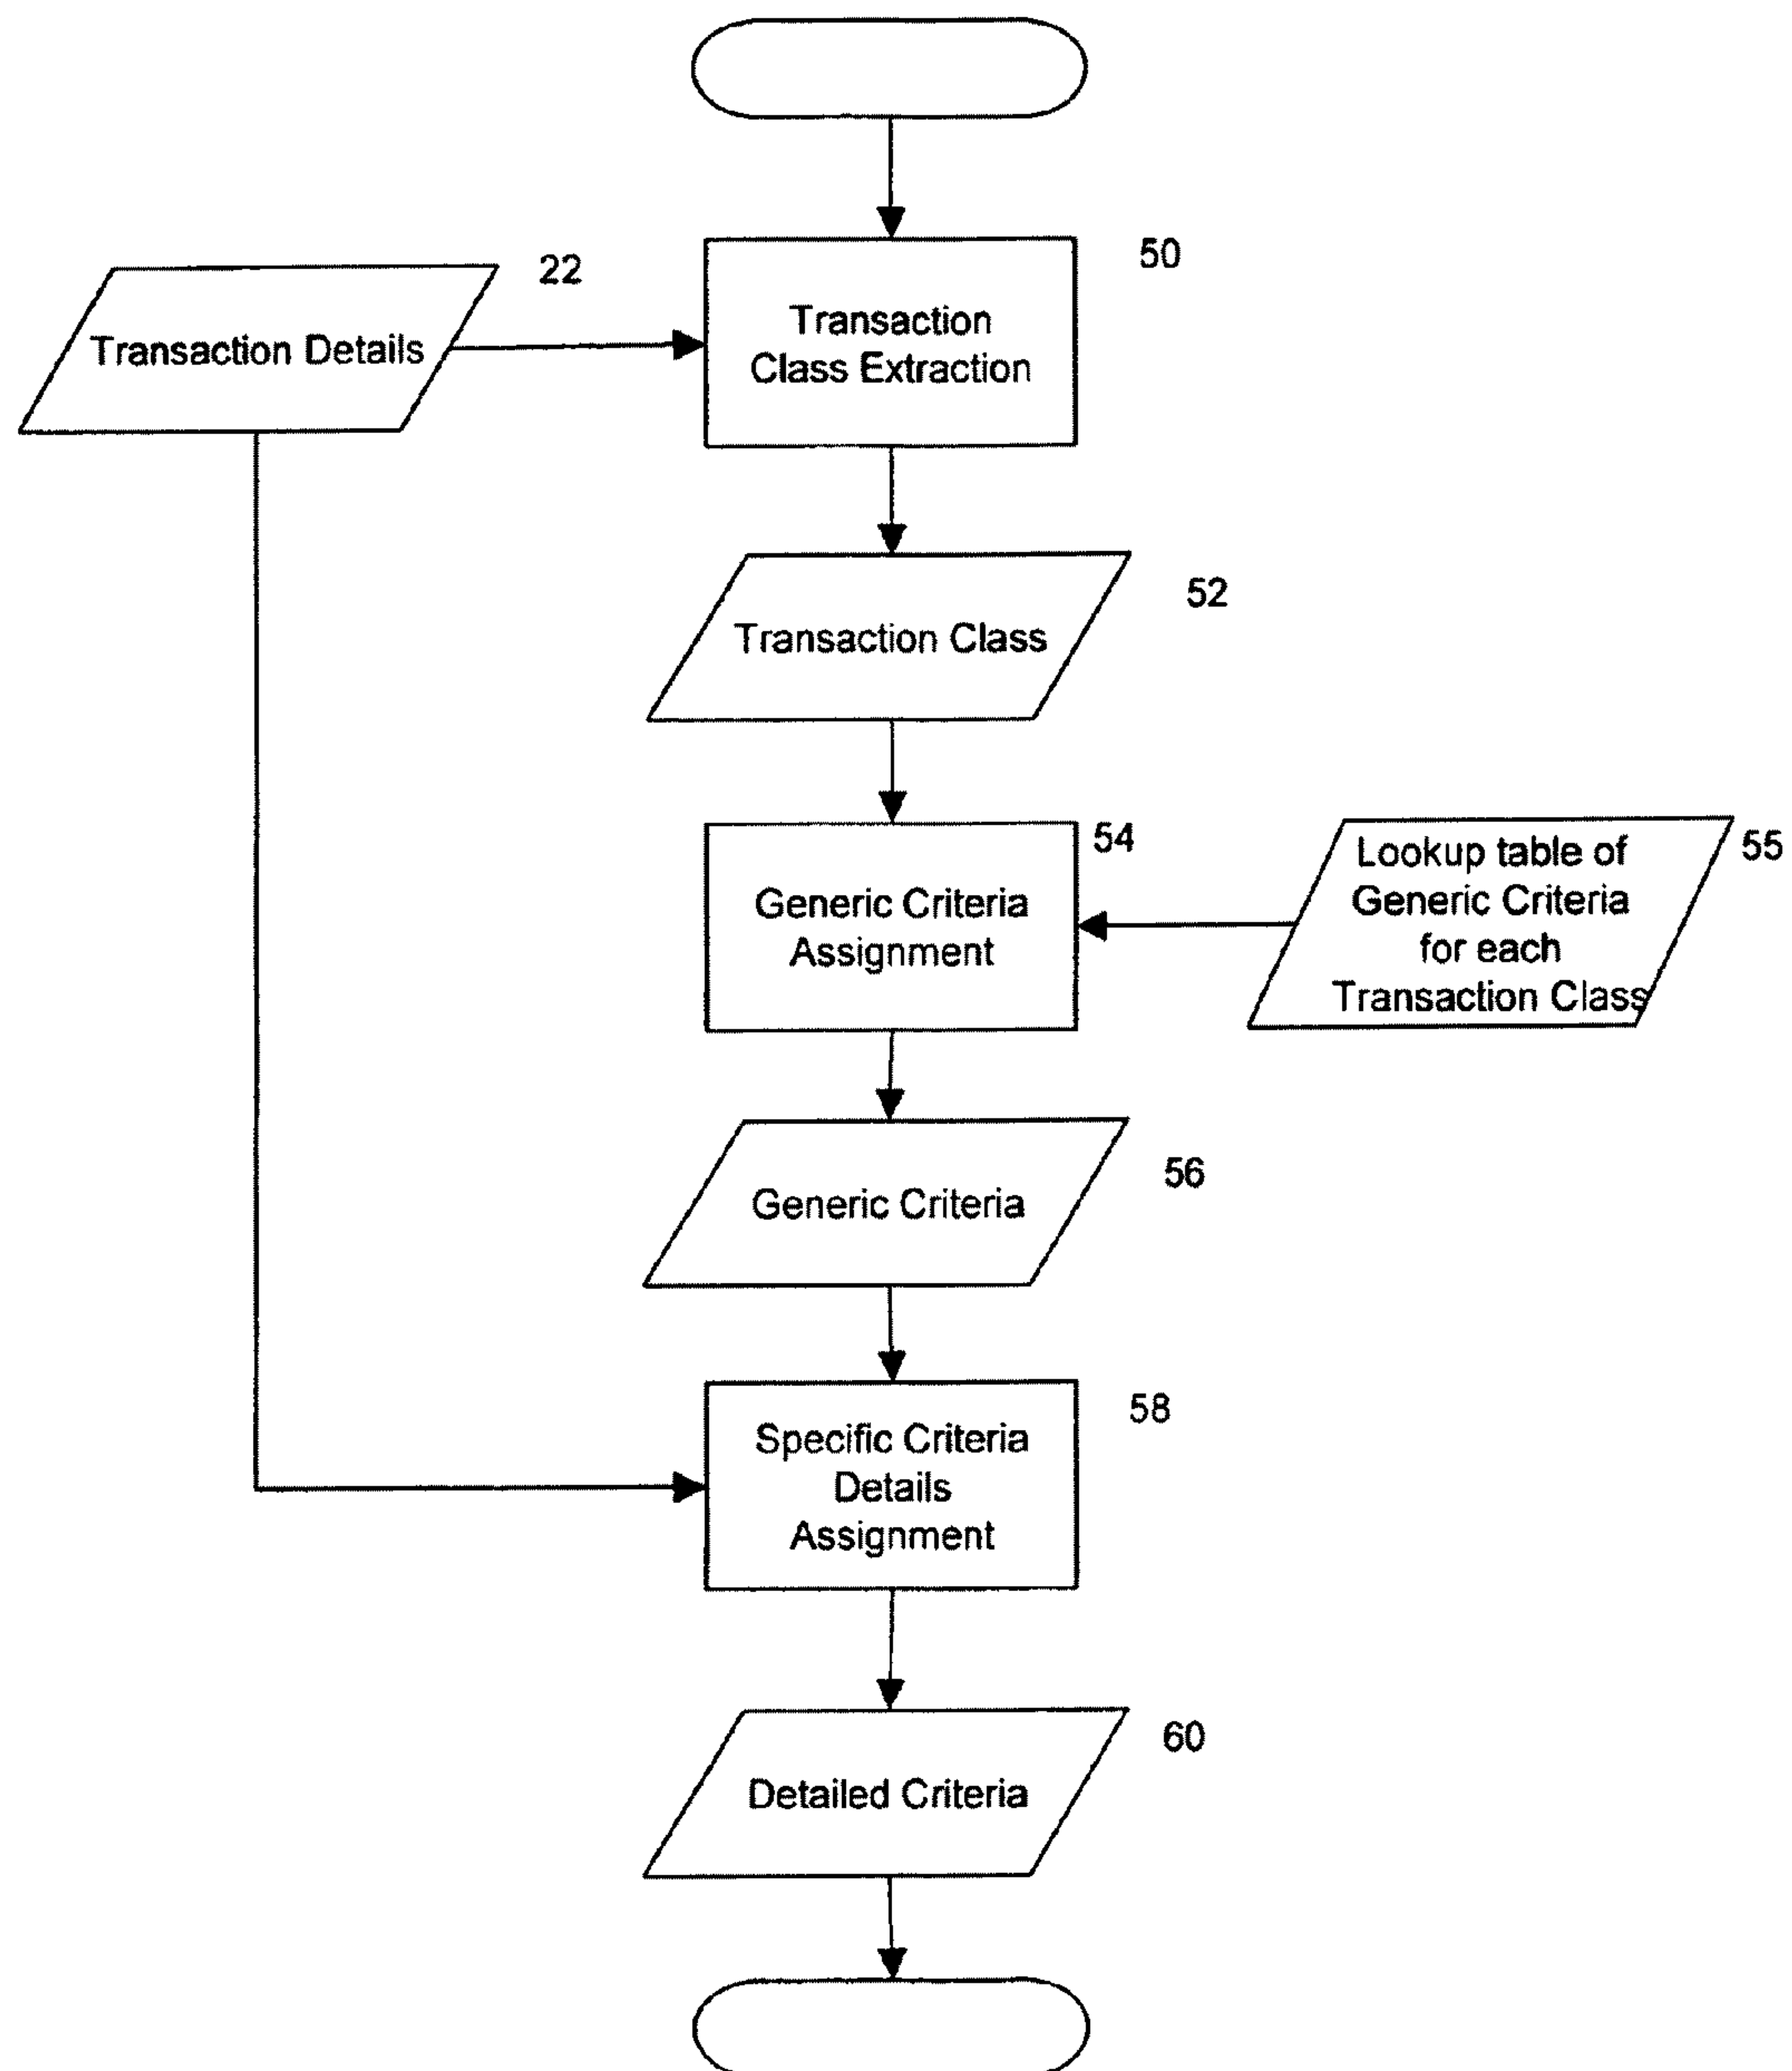 50
22
Transaction
Class Extraction
Transaction Details
52
Transaction Class
54
55
Lookup table of
Generic Criteria
for each
Transaction Class
Generic Criteria
Assignment
56
Generic Criteria
58
Specific Criteria
Details
Assignment
60
Detailed Criteria